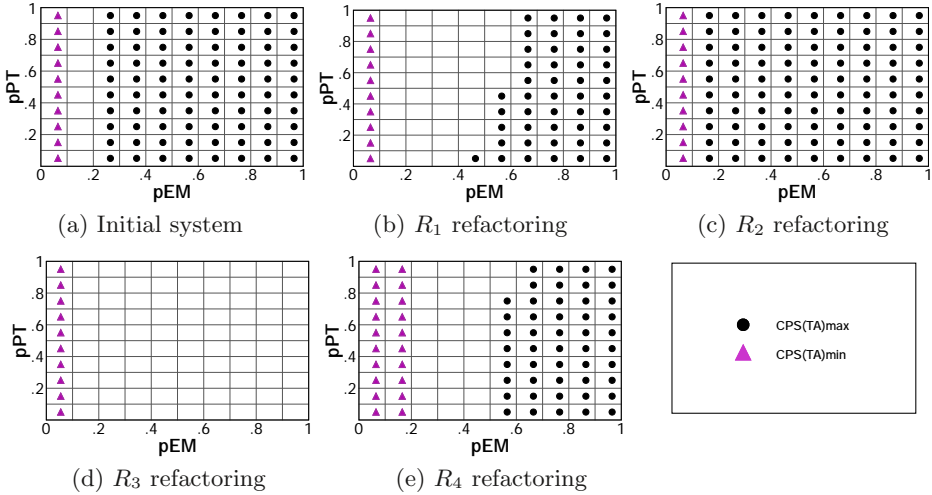 1
.8
.6
.4
.2
pPT
0 .2 .4 .6 .8 1
pEM
(a) Initial system
1
.8
.6
.4
.2
pPT
0 .2 .4 .6 .8 1
pEM
(b) R1 refactoring
1
.8
.6
.4
.2
pPT
0 .2 .4 .6 .8 1
pEM
(c) R2 refactoring
1
.8
.6
.4
.2
pPT
0 .2 .4 .6 .8 1
pEM
(d) R3 refactoring
1
.8
.6
.4
.2
pPT
0 .2 .4 .6 .8 1
pEM
(e) R4 refactoring
CPS(TA)max
CPS(TA)min